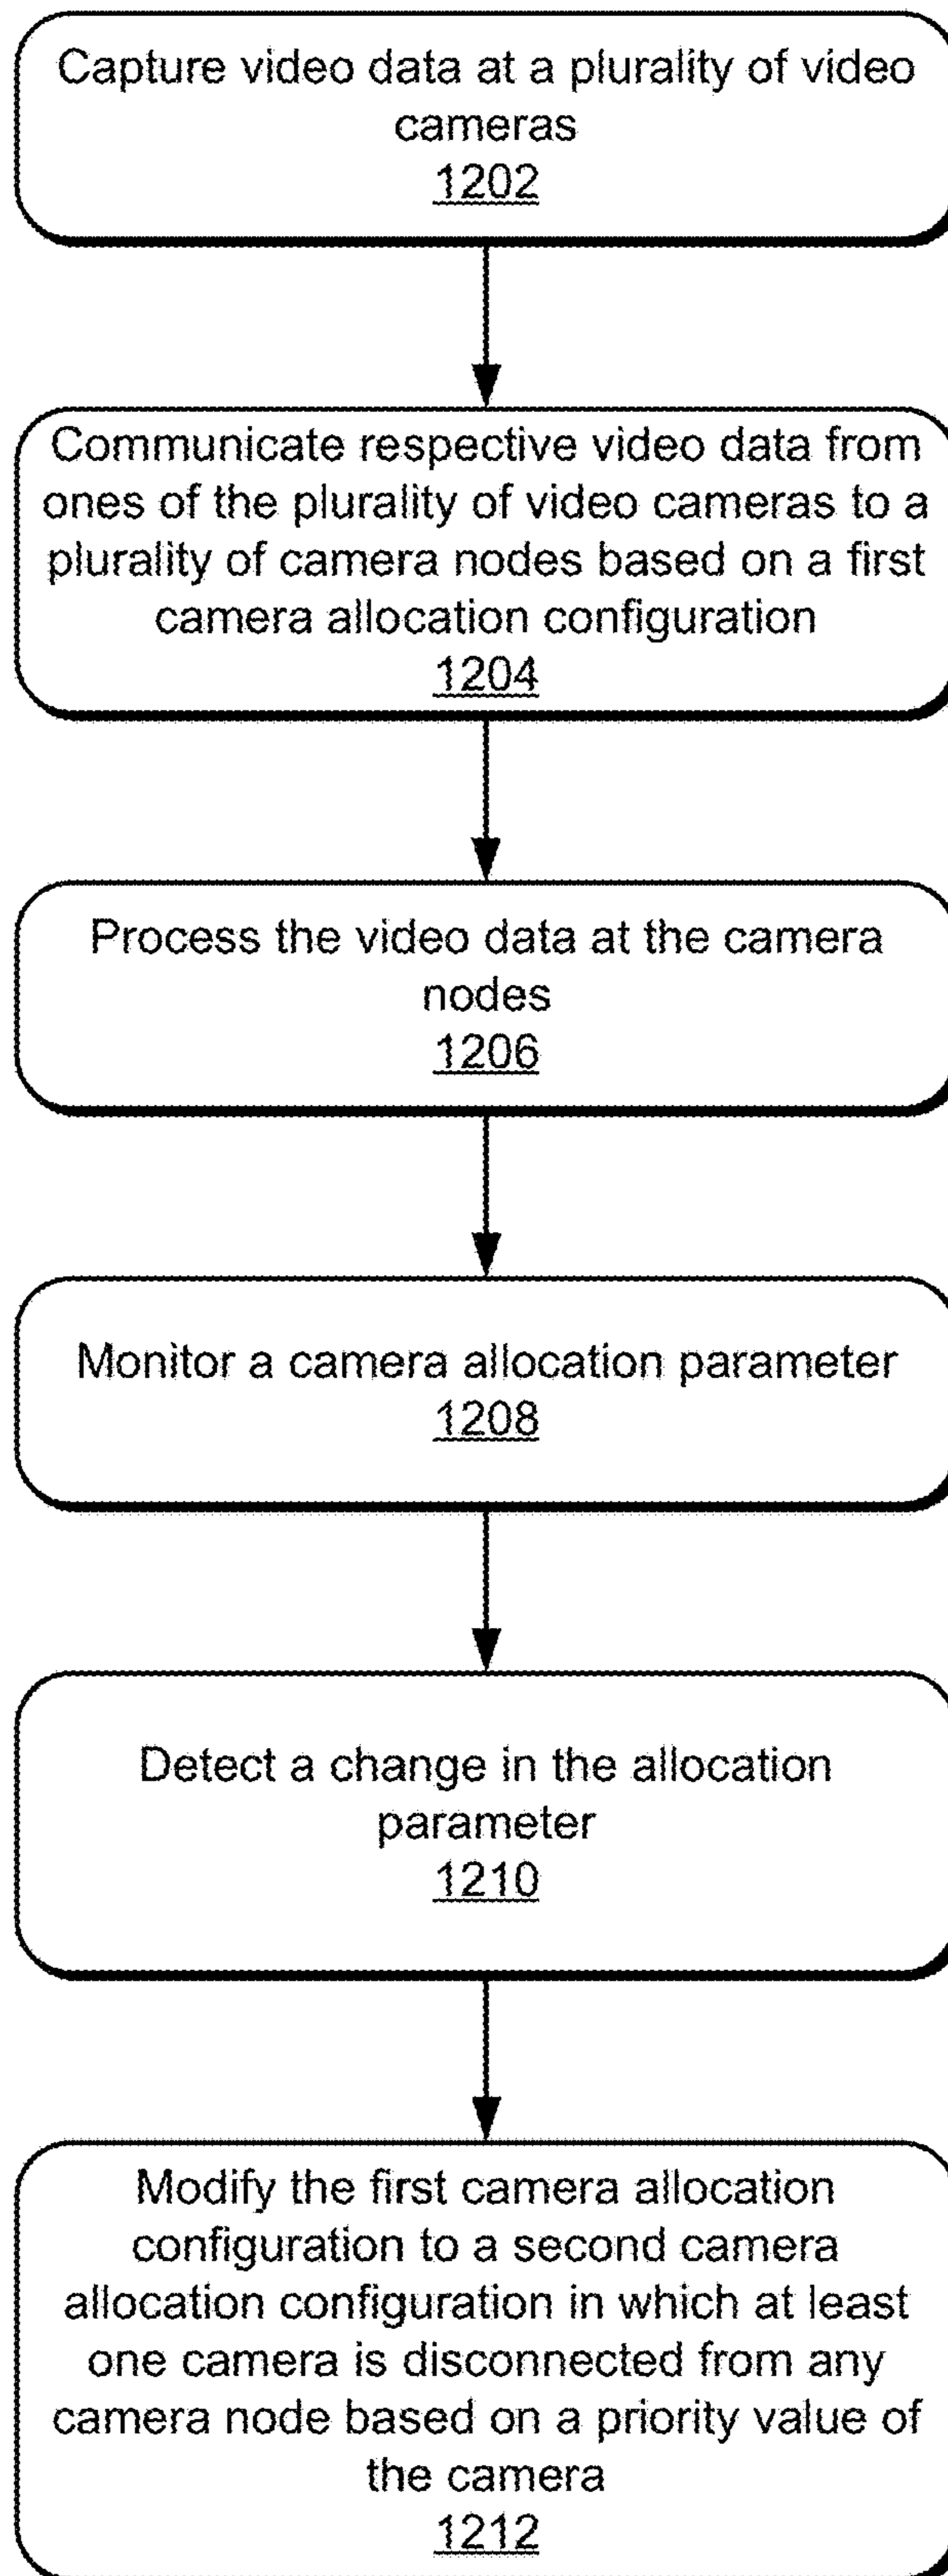 Capture video data at a plurality of video
cameras
1202
Communicate respective video data from
ones of the plurality of video cameras to a
plurality of camera nodes based on a first
camera allocation configuration
1204
Process the video data at the camera
nodes
1206
Monitor a camera allocation parameter
1208
Detect a change in the allocation
parameter
1210
Modify the first camera allocation
configuration to a second camera
allocation configuration in which at least
one camera is disconnected from any
camera node based on a priority value of
the camera
1212